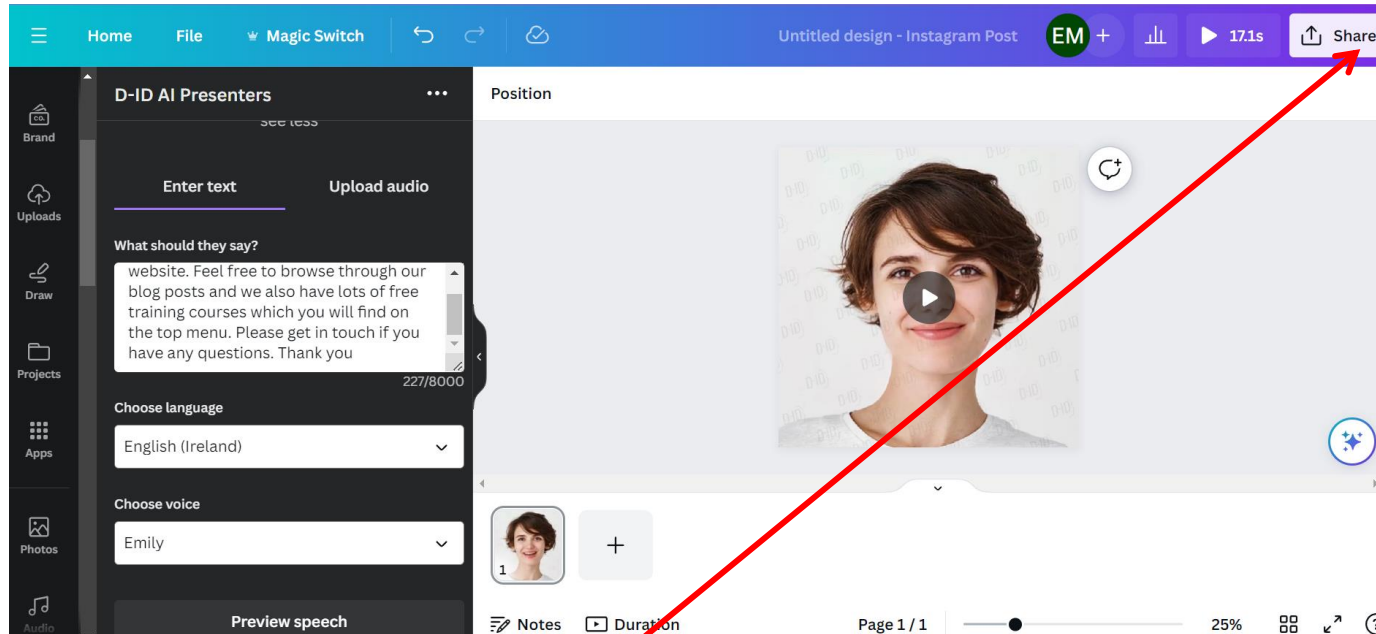 Home File Magic Switch Untitled design - Instagram Post EM + 17.1s Share
D-ID AI Presenters
Position
see less
CO.
Brand
Uploads
Draw
Projects
Apps
Photos
Audio
Enter text Upload audio
What should they say?
website. Feel free to browse through our
blog posts and we also have lots of free
training courses which you will find on
the top menu. Please get in touch if you
have any questions. Thank you
227/8000
Choose language
English (Ireland)
Choose voice
Emily
Preview speech
D-ID
1
+
Notes Duration Page 1 / 1 25%